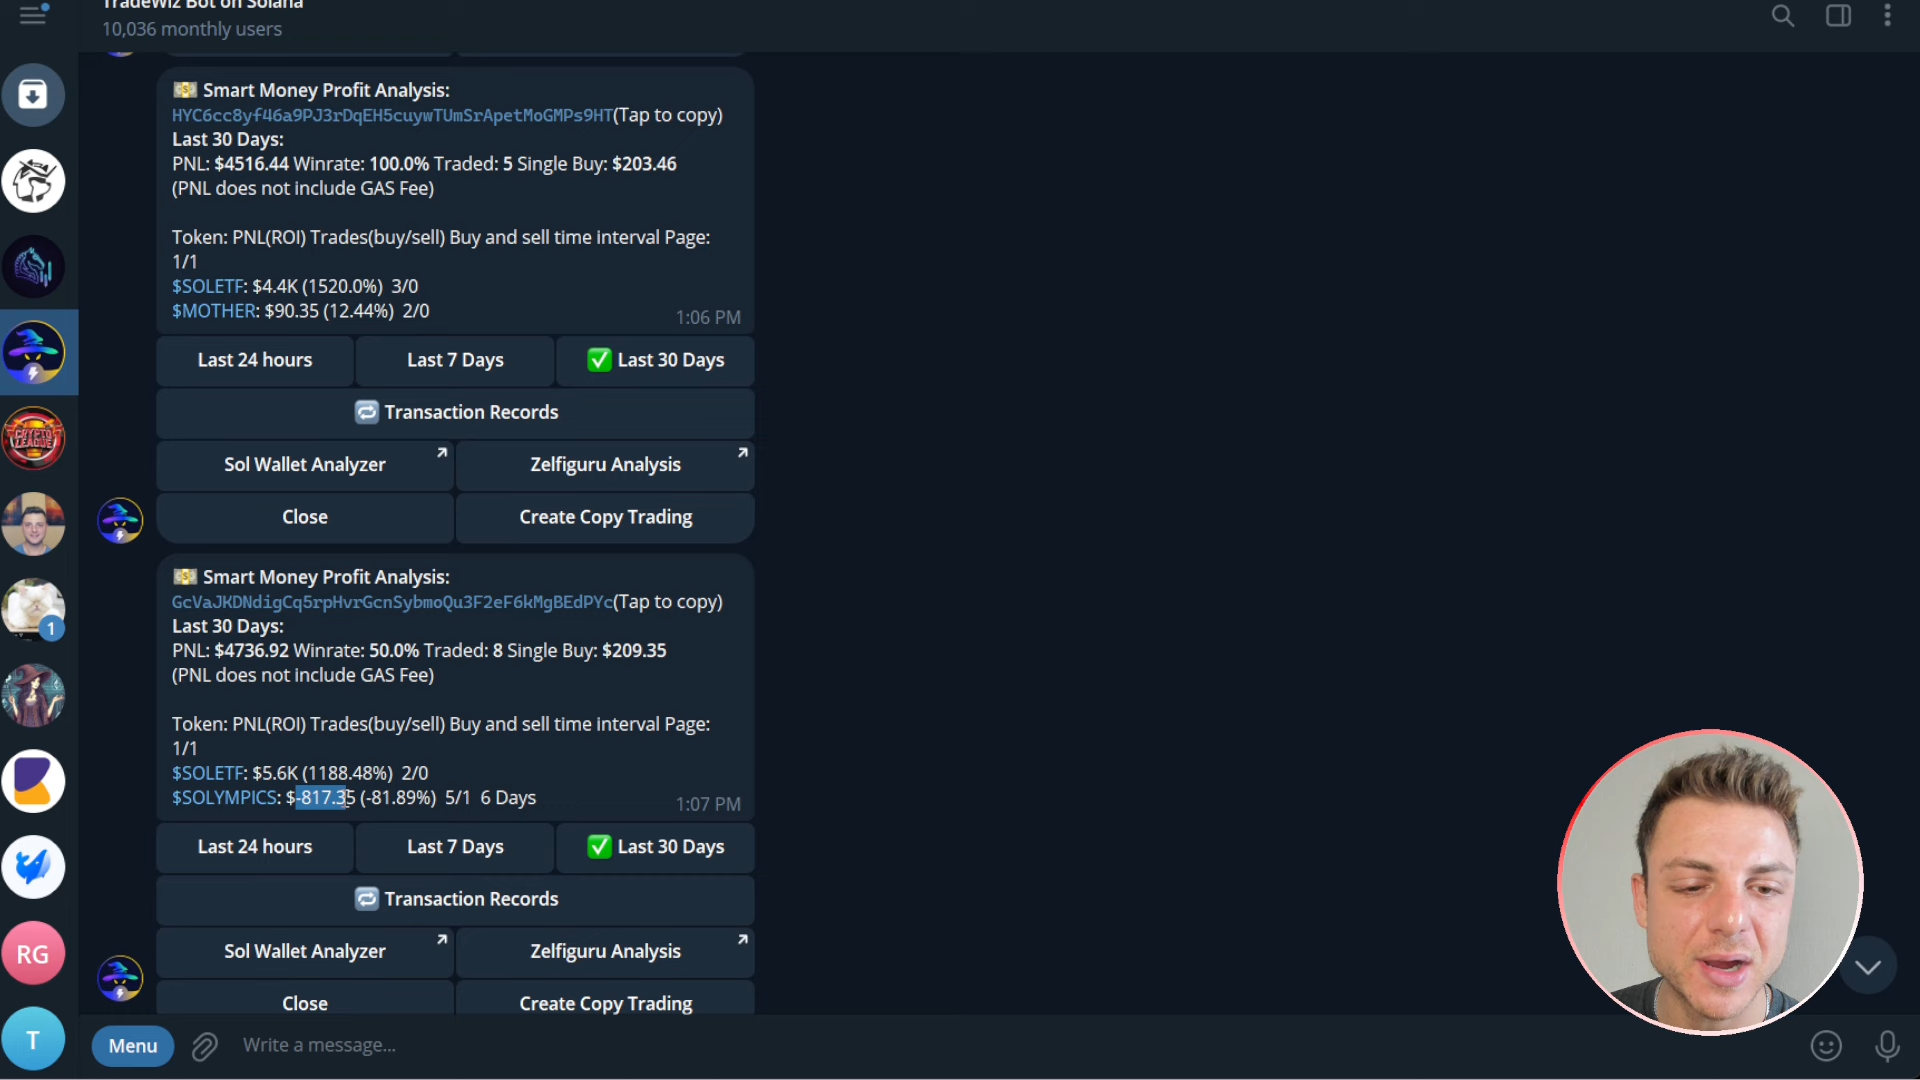 TradeWiz Bot on Solana
10,036 monthly users
Smart Money Profit Analysis:
HYC6cc8yf46a9PJ3rDqEH5cuywTUmSrApetMoGMPs9HT(Tap to copy)
Last 30 Days:
PNL: $4516.44 Winrate: 100.0% Traded: 5 Single Buy: $203.46
(PNL does not include GAS Fee)
Token: PNL(ROI) Trades(buy/sell) Buy and sell time interval Page:
1/1
$SOLETF: $4.4K (1520.0%) 3/0
$MOTHER: $90.35 (12.44%) 2/0
1:06 PM
Last 24 hours
Last 7 Days
Last 30 Days
Transaction Records
Sol Wallet Analyzer
Zelfiguru Analysis
Close
Create Copy Trading
Smart Money Profit Analysis:
GcVaJKDNdigCq5rpHvrGcnSybmoQu3F2eF6kMgBEdPYc(Tap to copy)
Last 30 Days:
PNL: $4736.92 Winrate: 50.0% Traded: 8 Single Buy: $209.35
(PNL does not include GAS Fee)
Token: PNL(ROI) Trades(buy/sell) Buy and sell time interval Page:
1/1
$SOLETF: $5.6K (1188.48%) 2/0
$SOLYMPICS: $-817.35 (-81.89%) 5/1 6 Days
1:07 PM
Last 24 hours
Last 7 Days
Last 30 Days
Transaction Records
Sol Wallet Analyzer
Zelfiguru Analysis
Close
Create Copy Trading
Menu
Write a message...
CRYPTO
LEAGUE
1
RG
T